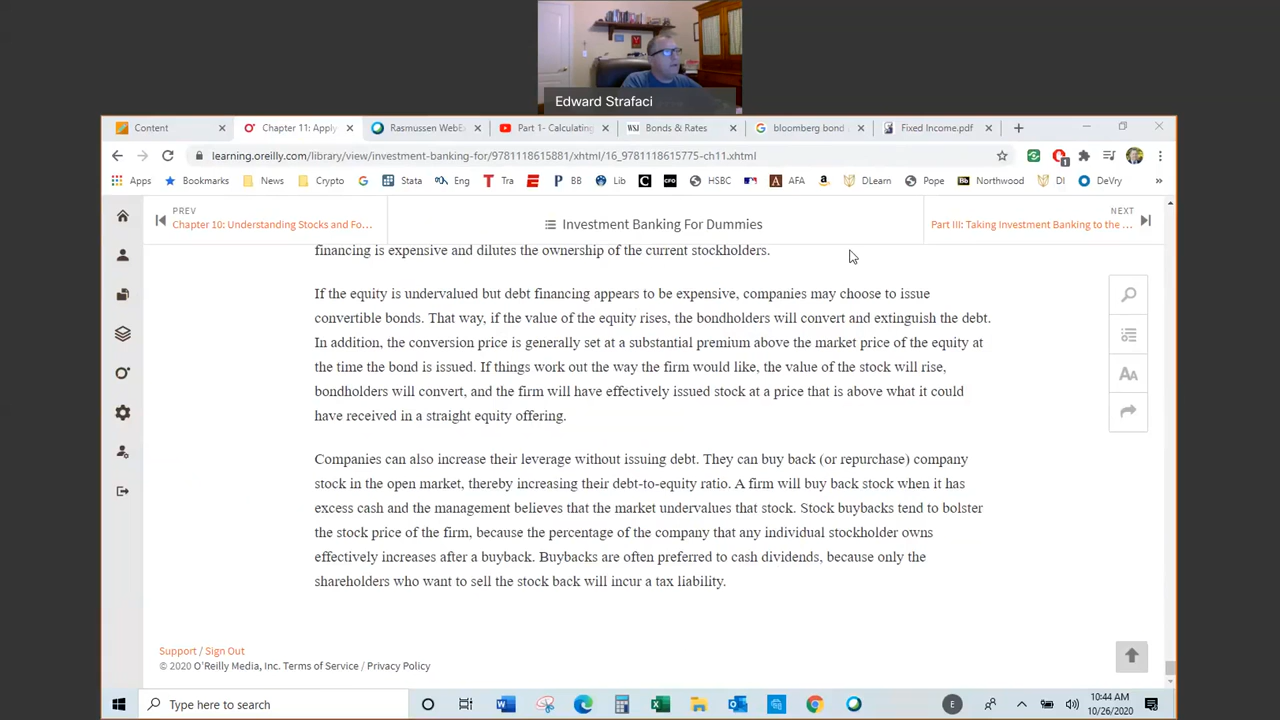 Edward Strafaci
Content
Chapter 11: Apply
Rasmussen WebEx
Part 1- Calculating
WSJ Bonds & Rates
bloomberg bond
Fixed Income.pdf
learning.oreilly.com/library/view/investment-banking-for/9781118615881/xhtml/16_9781118615775-ch11.xhtml
Apps
Bookmarks
News
Crypto
Stata
Eng
Tra
BB
Lib
HSBC
AFA
DLearn
Pope
Northwood
DI
DeVry
»
PREV
Chapter 10: Understanding Stocks and Fo...
Investment Banking For Dummies
NEXT
Part III: Taking Investment Banking to the ...
financing is expensive and dilutes the ownership of the current stockholders.
If the equity is undervalued but debt financing appears to be expensive, companies may choose to issue
convertible bonds. That way, if the value of the equity rises, the bondholders will convert and extinguish the debt.
In addition, the conversion price is generally set at a substantial premium above the market price of the equity at
the time the bond is issued. If things work out the way the firm would like, the value of the stock will rise,
bondholders will convert, and the firm will have effectively issued stock at a price that is above what it could
have received in a straight equity offering.
Companies can also increase their leverage without issuing debt. They can buy back (or repurchase) company
stock in the open market, thereby increasing their debt-to-equity ratio. A firm will buy back stock when it has
excess cash and the management believes that the market undervalues that stock. Stock buybacks tend to bolster
the stock price of the firm, because the percentage of the company that any individual stockholder owns
effectively increases after a buyback. Buybacks are often preferred to cash dividends, because only the
shareholders who want to sell the stock back will incur a tax liability.
AA
Support / Sign Out
© 2020 O'Reilly Media, Inc. Terms of Service / Privacy Policy
Type here to search
E
10:44 AM
10/26/2020